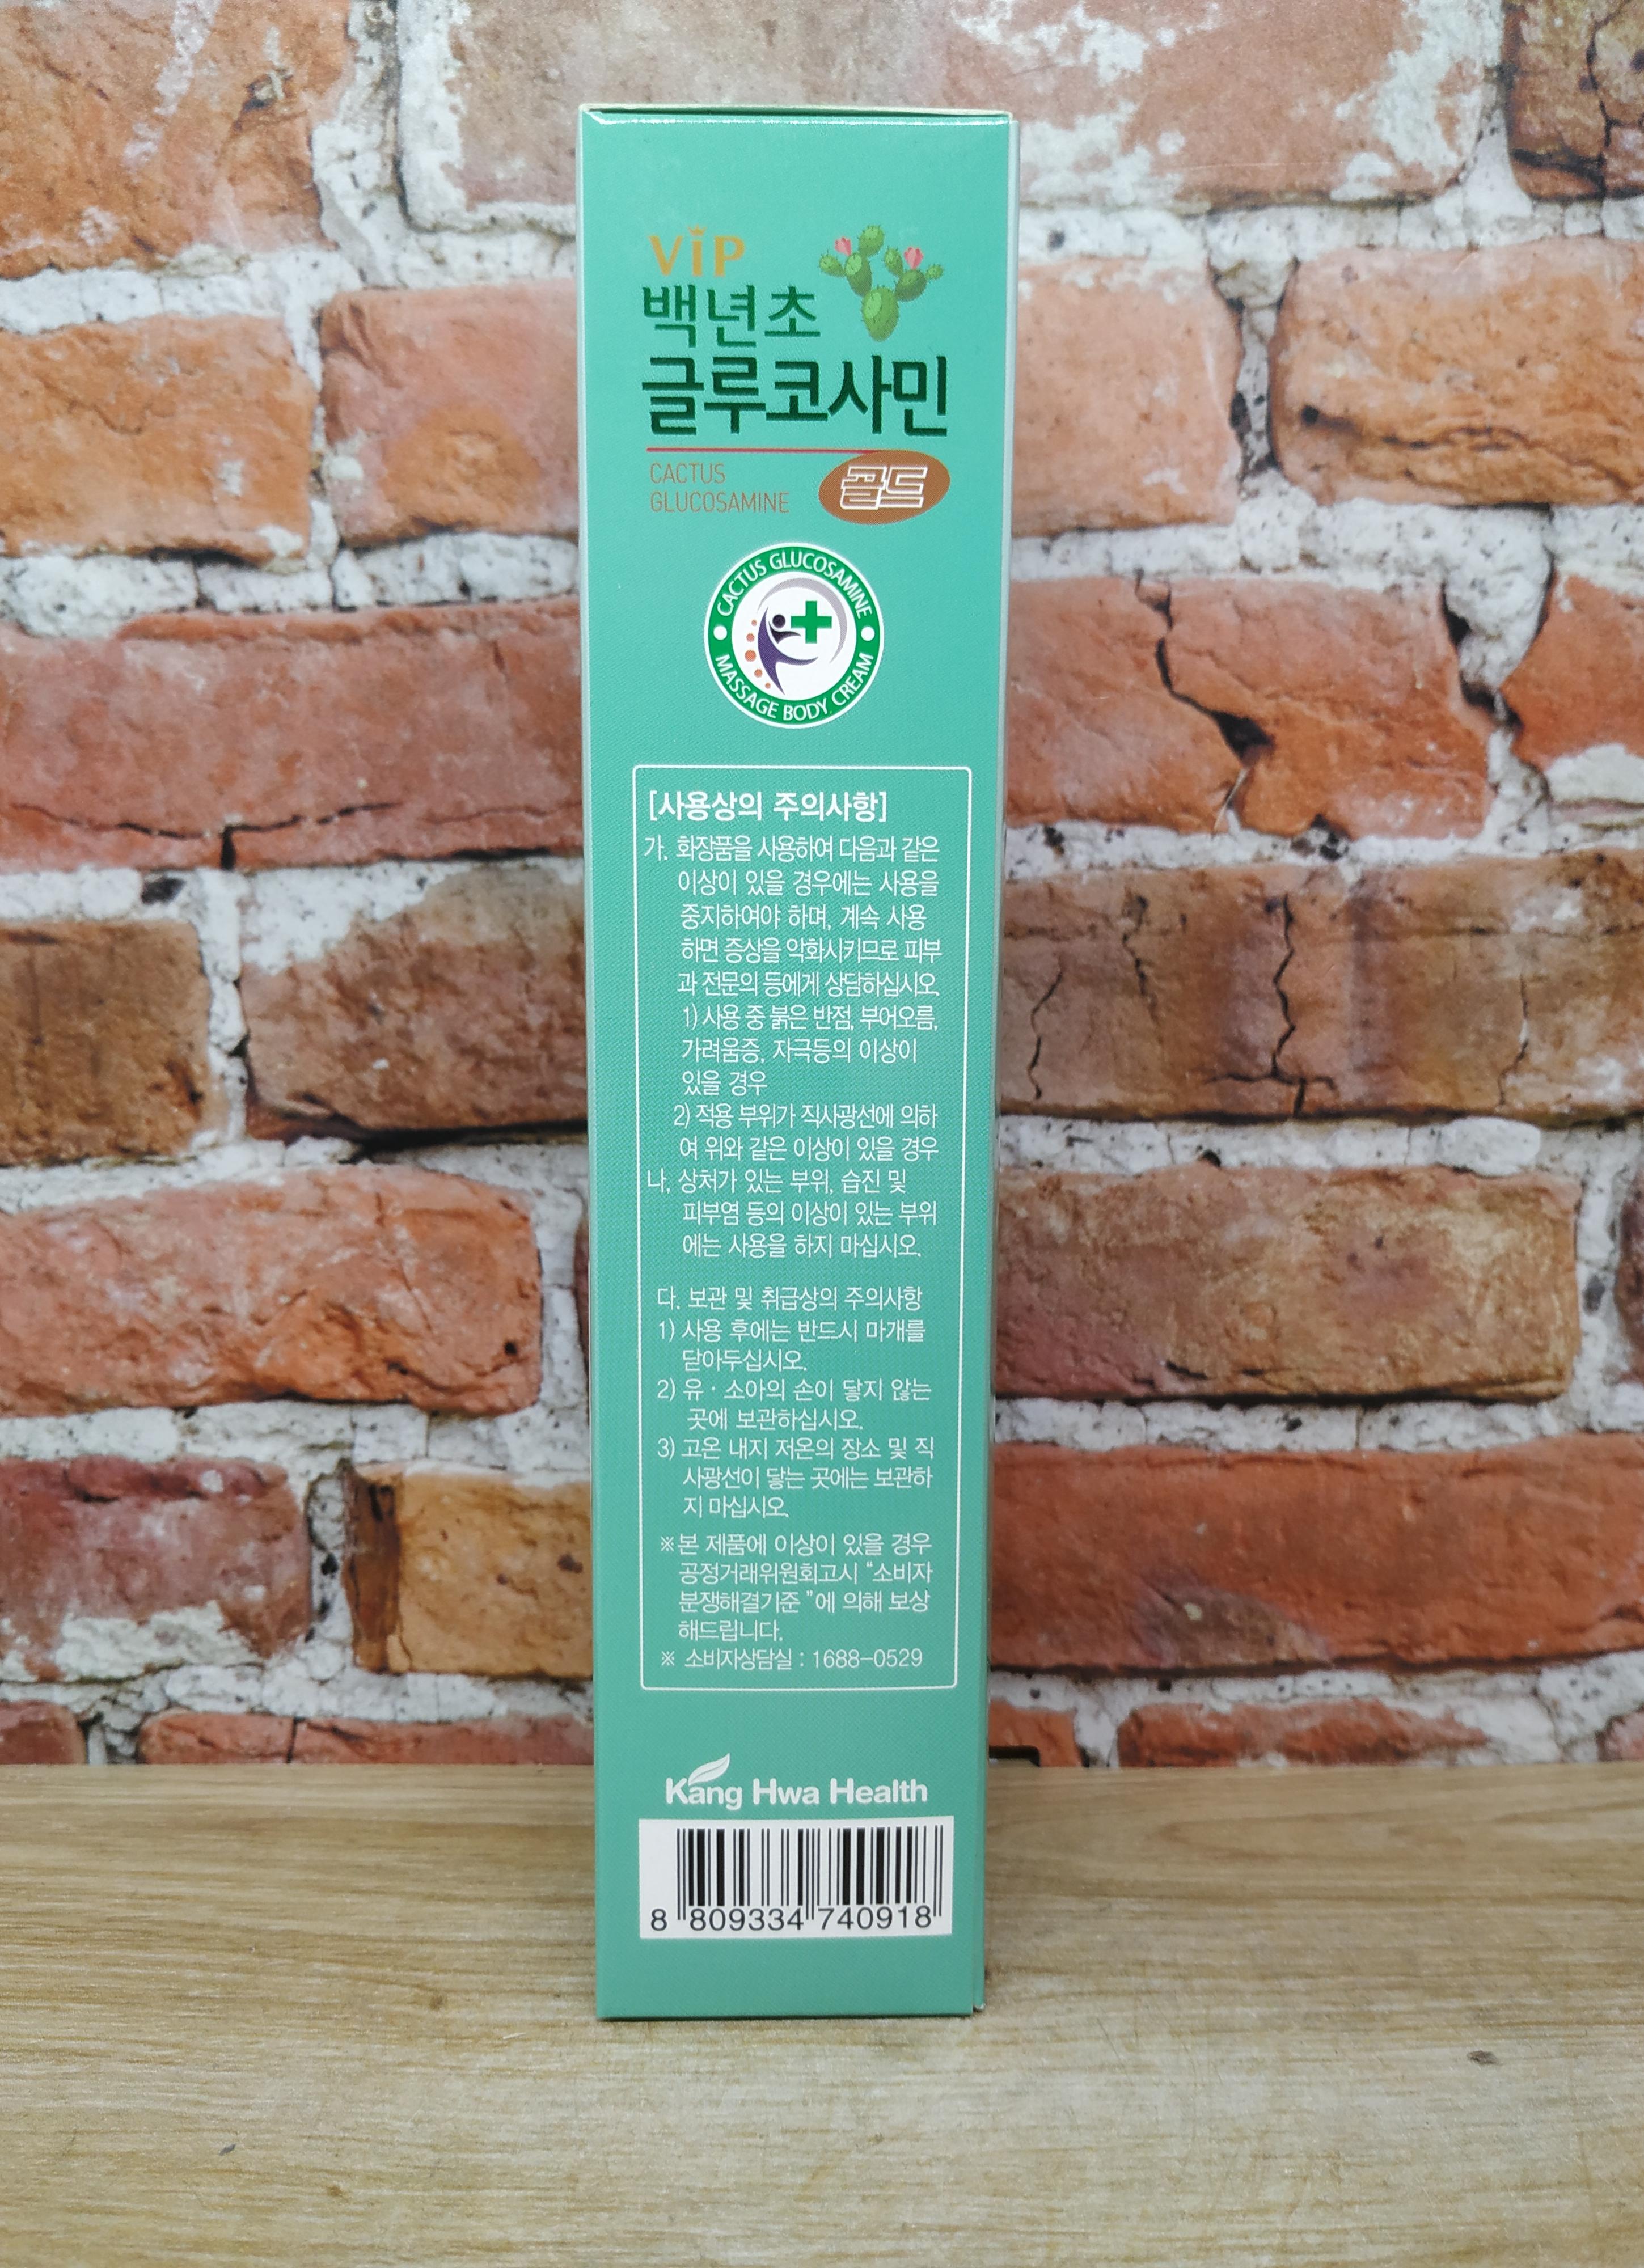 ViP
백년초
글루코사민
CACTUS
GLUCOSAMINE
골드
CACTUS GLUCOSAMINE
MASSAGE BODY CREAM
[사용상의 주의사항]
가. 화장품을 사용하여 다음과 같은
이상이 있을 경우에는 사용을
중지하여야 하며, 계속 사용
하면 증상을 악화시키므로 피부
과 전문의 등에게 상담하십시오.
1) 사용 중 붉은 반점, 부어오름,
가려움증, 자극등의 이상이
있을 경우
2) 적용 부위가 직사광선에 의하
여 위와 같은 이상이 있을 경우
나. 상처가 있는 부위, 습진 및
피부염 등의 이상이 있는 부위
에는 사용을 하지 마십시오.
다. 보관 및 취급상의 주의사항
1) 사용 후에는 반드시 마개를
닫아두십시오.
2) 유 · 소아의 손이 닿지 않는
곳에 보관하십시오.
3) 고온 내지 저온의 장소 및 직
사광선이 닿는 곳에는 보관하
지 마십시오.
※본 제품에 이상이 있을 경우
공정거래위원회고시 “소비자
분쟁해결기준 ”에 의해 보상
해드립니다.
※ 소비자상담실 : 1688-0529
Kang Hwa Health
8 809334 740918